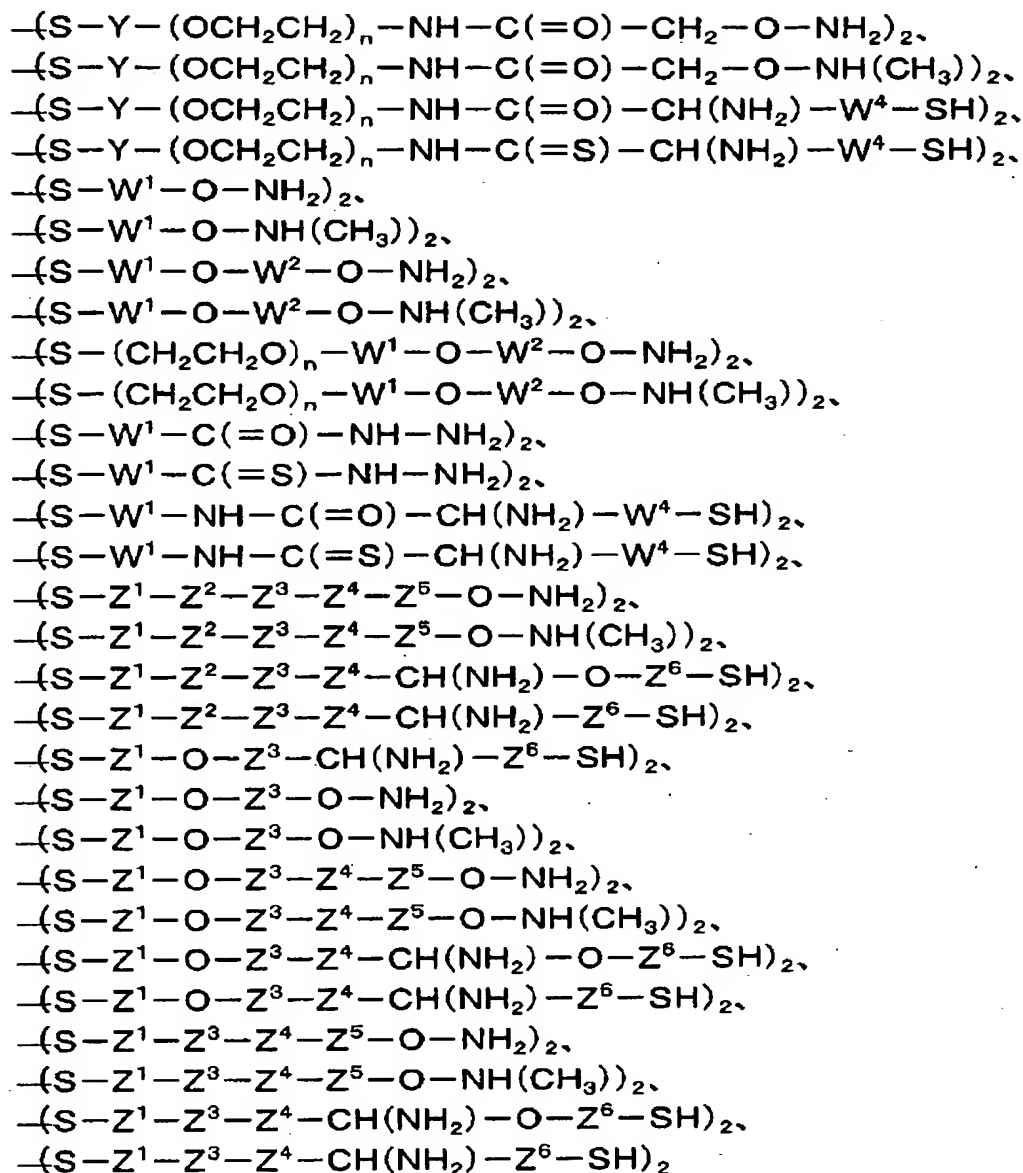 −(S−Y−(OCH₂CH₂)ₙ−NH−C(=O)−CH₂−O−NH₂)₂、
−(S−Y−(OCH₂CH₂)ₙ−NH−C(=O)−CH₂−O−NH(CH₃))₂、
−(S−Y−(OCH₂CH₂)ₙ−NH−C(=O)−CH(NH₂)−W⁴−SH)₂、
−(S−Y−(OCH₂CH₂)ₙ−NH−C(=S)−CH(NH₂)−W⁴−SH)₂、
−(S−W¹−O−NH₂)₂、
−(S−W¹−O−NH(CH₃))₂、
−(S−W¹−O−W²−O−NH₂)₂、
−(S−W¹−O−W²−O−NH(CH₃))₂、
−(S−(CH₂CH₂O)ₙ−W¹−O−W²−O−NH₂)₂、
−(S−(CH₂CH₂O)ₙ−W¹−O−W²−O−NH(CH₃))₂、
−(S−W¹−C(=O)−NH−NH₂)₂、
−(S−W¹−C(=S)−NH−NH₂)₂、
−(S−W¹−NH−C(=O)−CH(NH₂)−W⁴−SH)₂、
−(S−W¹−NH−C(=S)−CH(NH₂)−W⁴−SH)₂、
−(S−Z¹−Z²−Z³−Z⁴−Z⁵−O−NH₂)₂、
−(S−Z¹−Z²−Z³−Z⁴−Z⁵−O−NH(CH₃))₂、
−(S−Z¹−Z²−Z³−Z⁴−CH(NH₂)−O−Z⁶−SH)₂、
−(S−Z¹−Z²−Z³−Z⁴−CH(NH₂)−Z⁶−SH)₂、
−(S−Z¹−O−Z³−CH(NH₂)−Z⁶−SH)₂、
−(S−Z¹−O−Z³−O−NH₂)₂、
−(S−Z¹−O−Z³−O−NH(CH₃))₂、
−(S−Z¹−O−Z³−Z⁴−Z⁵−O−NH₂)₂、
−(S−Z¹−O−Z³−Z⁴−Z⁵−O−NH(CH₃))₂、
−(S−Z¹−O−Z³−Z⁴−CH(NH₂)−O−Z⁶−SH)₂、
−(S−Z¹−O−Z³−Z⁴−CH(NH₂)−Z⁶−SH)₂、
−(S−Z¹−Z³−Z⁴−Z⁵−O−NH₂)₂、
−(S−Z¹−Z³−Z⁴−Z⁵−O−NH(CH₃))₂、
−(S−Z¹−Z³−Z⁴−CH(NH₂)−O−Z⁶−SH)₂、
−(S−Z¹−Z³−Z⁴−CH(NH₂)−Z⁶−SH)₂